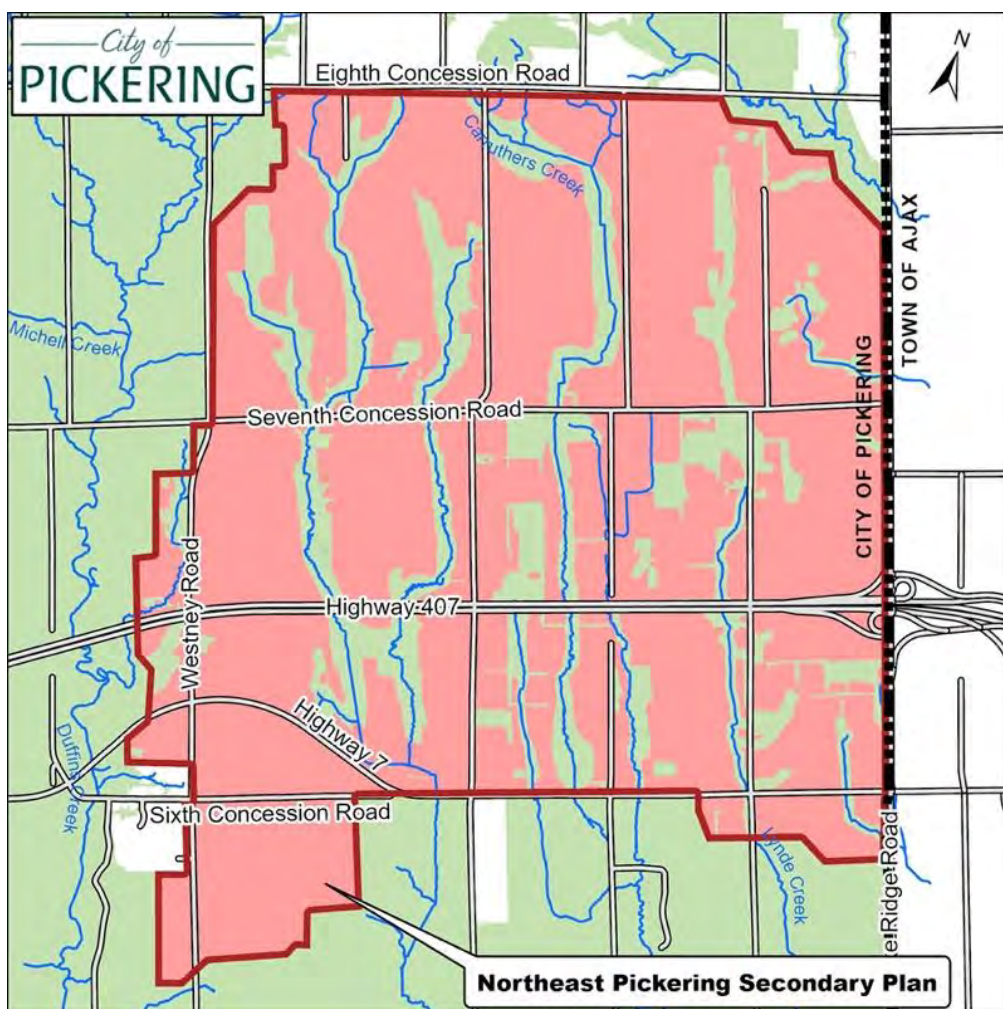 City of
PICKERING
Eighth Concession Road
N
Carruthers Creek
TOWN OF AJAX
CITY OF PICKERING
Michell Creek
Seventh Concession Road
Westney Road
Highway 407
Highway 7
Duffins Creek
Sixth Concession Road
Lynde Creek
Ridge Road
Northeast Pickering Secondary Plan